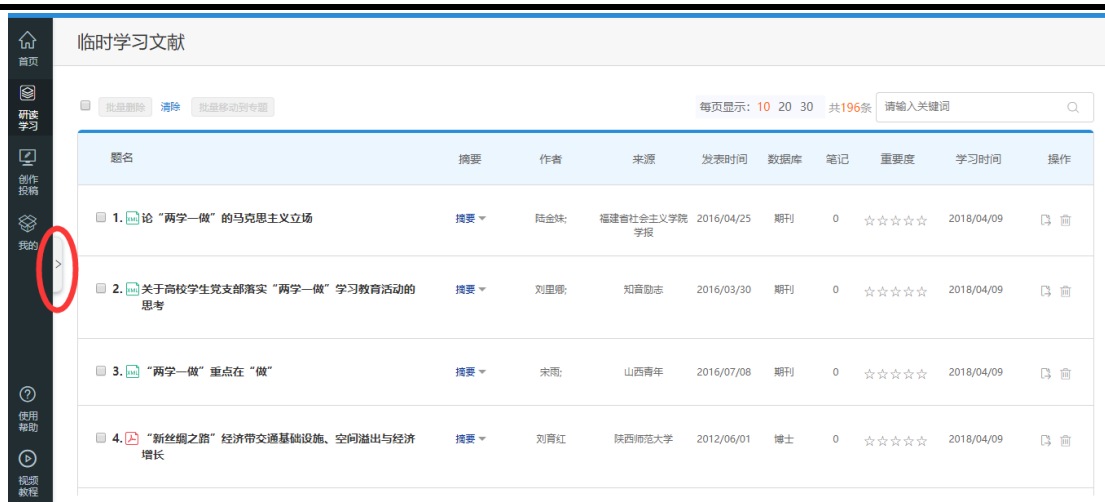 首页
研读
学习
创作
投稿
我的
>
使用
帮助
视频
教程
临时学习文献
批量删除 清除 批量移动到专题 每页显示：10 20 30 共196条 请输入关键词
题名 摘要 作者 来源 发表时间 数据库 笔记 重要度 学习时间 操作
1. 论“两学一做”的马克思主义立场 摘要 陆金妹; 福建省社会主义学院 2016/04/25 期刊 0 ☆☆☆☆☆ 2018/04/09
学报
2. 关于高校学生党支部落实“两学一做”学习教育活动的 摘要 刘里卿; 知音励志 2016/03/30 期刊 0 ☆☆☆☆☆ 2018/04/09
思考
3. “两学一做”重点在“做” 摘要 宋雨; 山西青年 2016/07/08 期刊 0 ☆☆☆☆☆ 2018/04/09
4. “新丝绸之路”经济带交通基础设施、空间溢出与经济 摘要 刘育红 陕西师范大学 2012/06/01 博士 0 ☆☆☆☆☆ 2018/04/09
增长